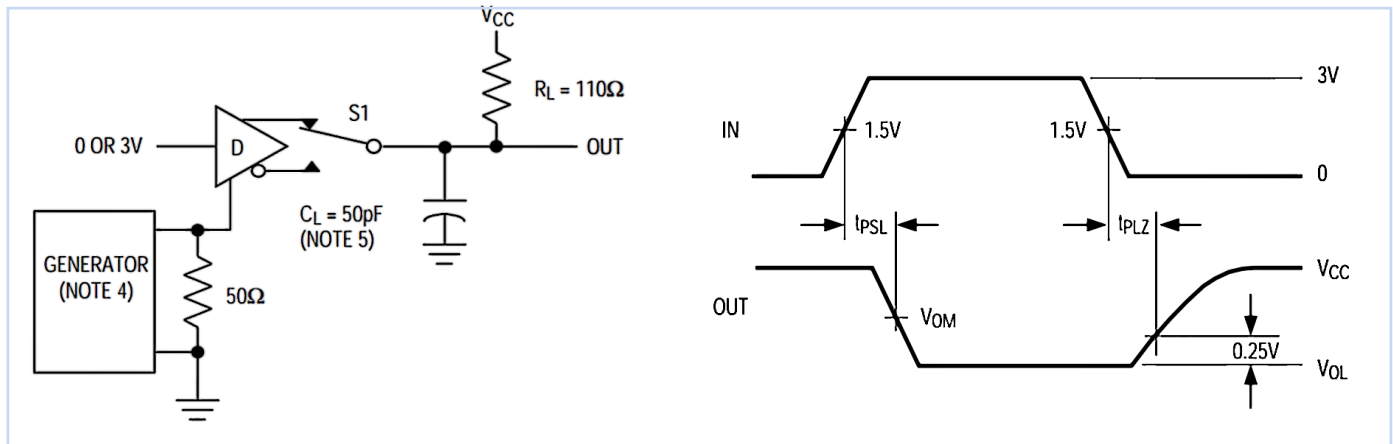 VCC
RL = 110Ω
S1
0 OR 3V
D
OUT
CL = 50pF
(NOTE 5)
GENERATOR
(NOTE 4)
50Ω
3V
IN
1.5V
1.5V
0
tPSL
tPLZ
VCC
OUT
VOM
0.25V
VOL